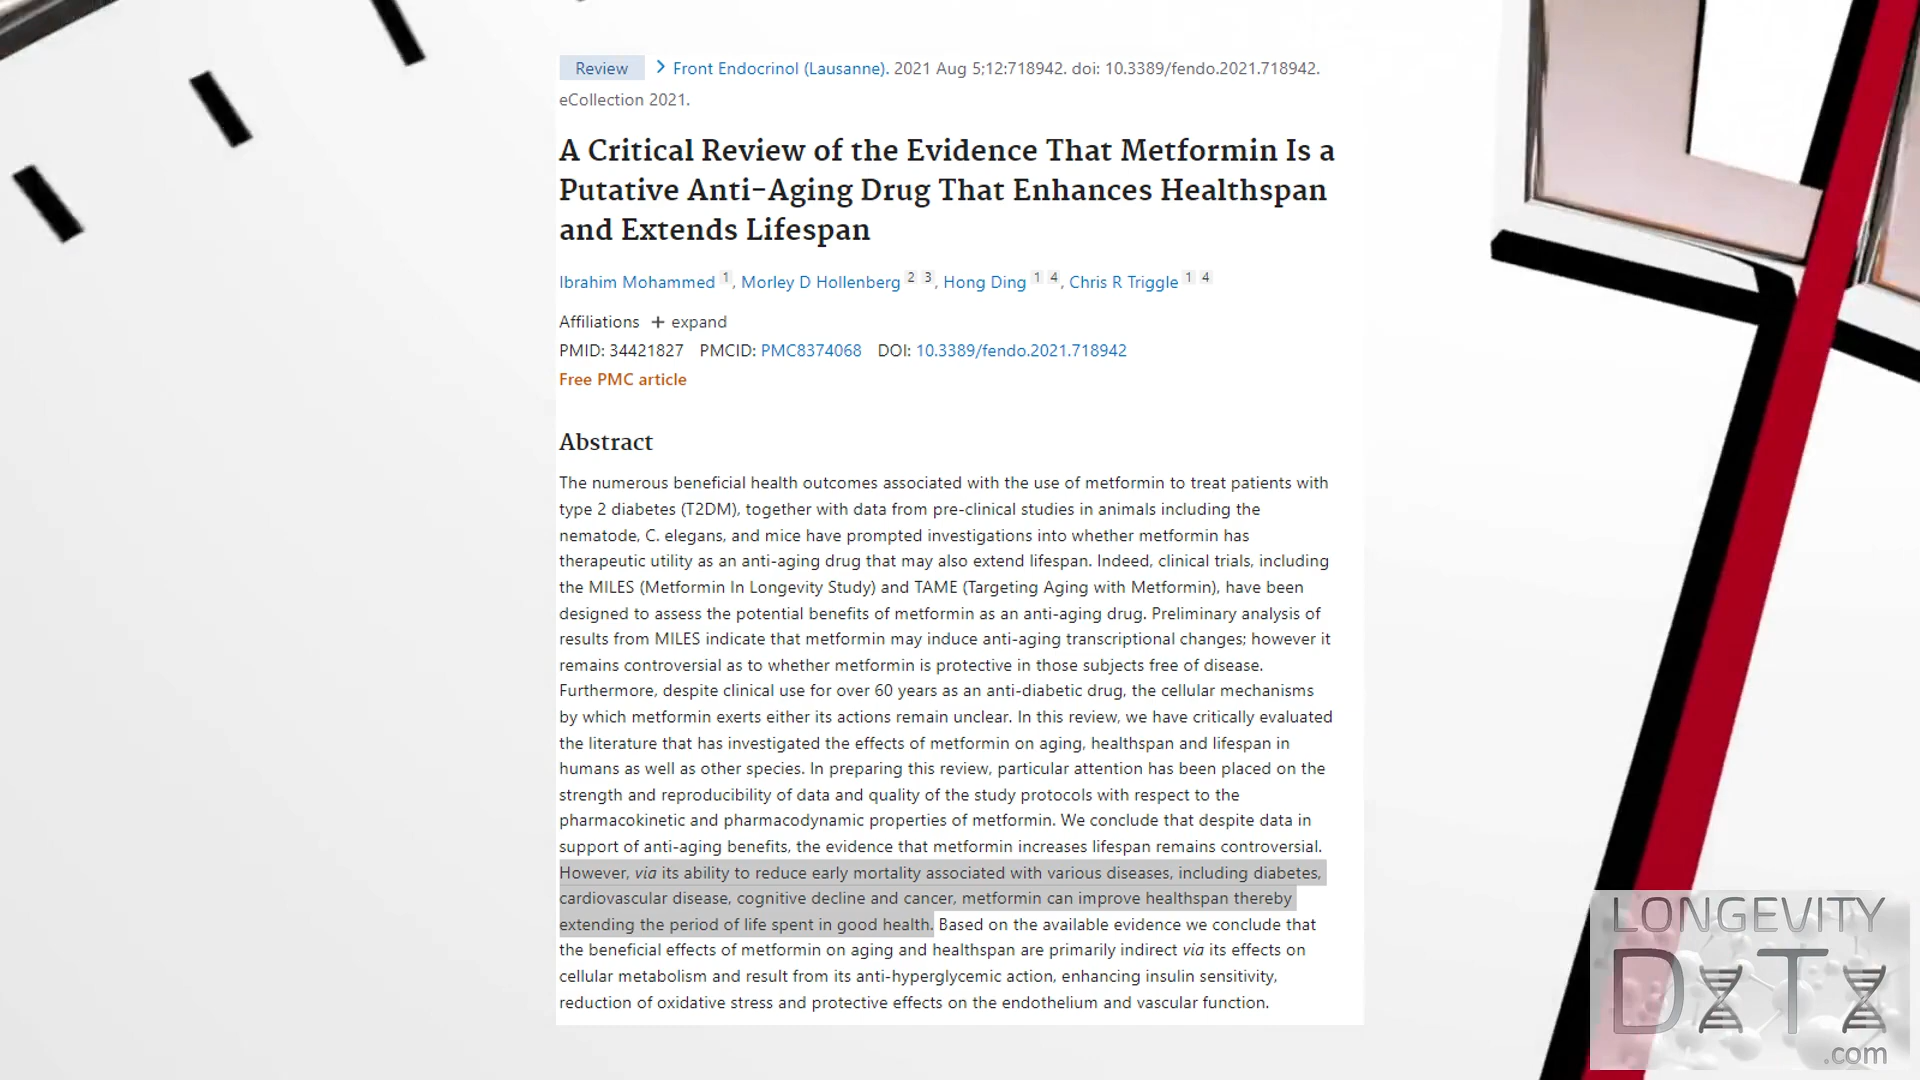 Review > Front Endocrinol (Lausanne). 2021 Aug 5;12:718942. doi: 10.3389/fendo.2021.718942.
eCollection 2021.
A Critical Review of the Evidence That Metformin Is a
Putative Anti-Aging Drug That Enhances Healthspan
and Extends Lifespan
Ibrahim Mohammed 1, Morley D Hollenberg 2 3, Hong Ding 1 4, Chris R Triggle 1 4
Affiliations + expand
PMID: 34421827 PMCID: PMC8374068 DOI: 10.3389/fendo.2021.718942
Free PMC article
Abstract
The numerous beneficial health outcomes associated with the use of metformin to treat patients with
type 2 diabetes (T2DM), together with data from pre-clinical studies in animals including the
nematode, C. elegans, and mice have prompted investigations into whether metformin has
therapeutic utility as an anti-aging drug that may also extend lifespan. Indeed, clinical trials, including
the MILES (Metformin In Longevity Study) and TAME (Targeting Aging with Metformin), have been
designed to assess the potential benefits of metformin as an anti-aging drug. Preliminary analysis of
results from MILES indicate that metformin may induce anti-aging transcriptional changes; however it
remains controversial as to whether metformin is protective in those subjects free of disease.
Furthermore, despite clinical use for over 60 years as an anti-diabetic drug, the cellular mechanisms
by which metformin exerts either its actions remain unclear. In this review, we have critically evaluated
the literature that has investigated the effects of metformin on aging, healthspan and lifespan in
humans as well as other species. In preparing this review, particular attention has been placed on the
strength and reproducibility of data and quality of the study protocols with respect to the
pharmacokinetic and pharmacodynamic properties of metformin. We conclude that despite data in
support of anti-aging benefits, the evidence that metformin increases lifespan remains controversial.
However, via its ability to reduce early mortality associated with various diseases, including diabetes,
cardiovascular disease, cognitive decline and cancer, metformin can improve healthspan thereby
extending the period of life spent in good health. Based on the available evidence we conclude that
the beneficial effects of metformin on aging and healthspan are primarily indirect via its effects on
cellular metabolism and result from its anti-hyperglycemic action, enhancing insulin sensitivity,
reduction of oxidative stress and protective effects on the endothelium and vascular function.
LONGEVITY
DATA
.com